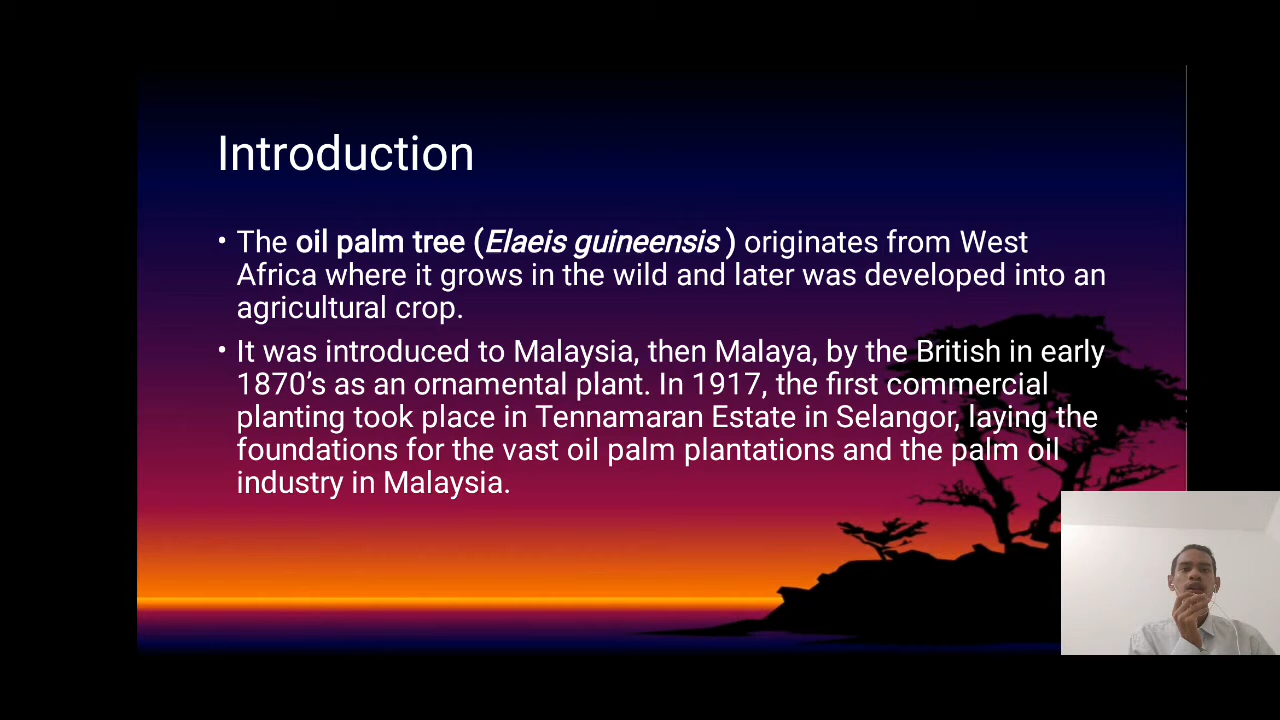 Introduction
• The oil palm tree (Elaeis guineensis ) originates from West
Africa where it grows in the wild and later was developed into an
agricultural crop.
• It was introduced to Malaysia, then Malaya, by the British in early
1870’s as an ornamental plant. In 1917, the first commercial
planting took place in Tennamaran Estate in Selangor, laying the
foundations for the vast oil palm plantations and the palm oil
industry in Malaysia.